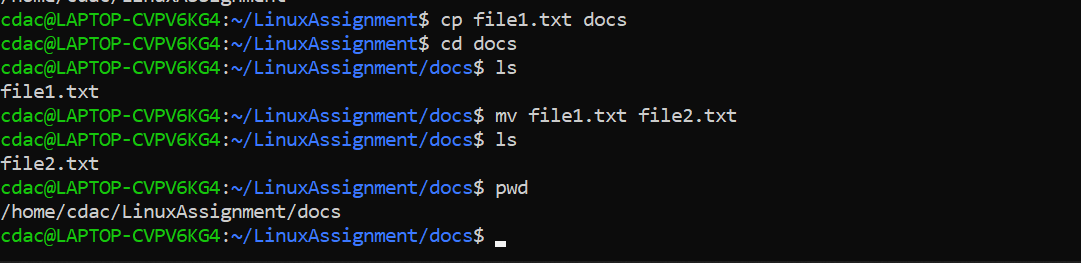 cdac@LAPTOP-CVPV6KG4:~/LinuxAssignment$ cp file1.txt docs
cdac@LAPTOP-CVPV6KG4:~/LinuxAssignment$ cd docs
cdac@LAPTOP-CVPV6KG4:~/LinuxAssignment/docs$ ls
file1.txt
cdac@LAPTOP-CVPV6KG4:~/LinuxAssignment/docs$ mv file1.txt file2.txt
cdac@LAPTOP-CVPV6KG4:~/LinuxAssignment/docs$ ls
file2.txt
cdac@LAPTOP-CVPV6KG4:~/LinuxAssignment/docs$ pwd
/home/cdac/LinuxAssignment/docs
cdac@LAPTOP-CVPV6KG4:~/LinuxAssignment/docs$